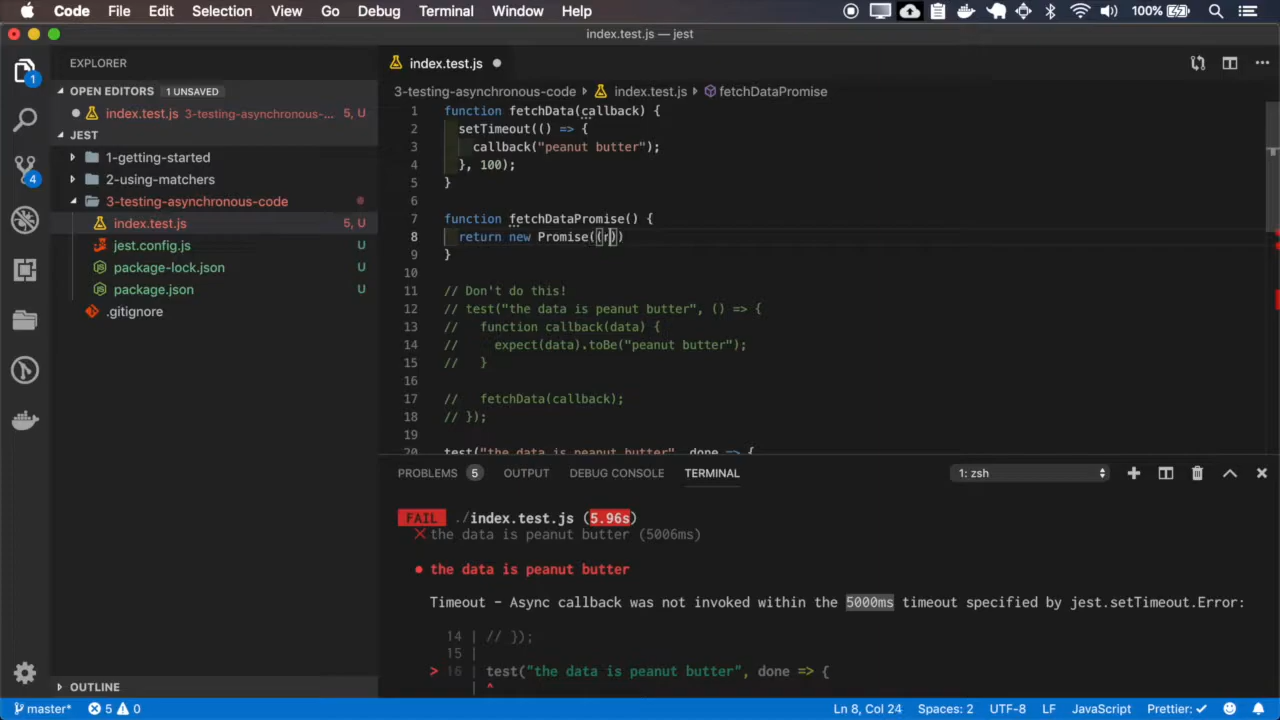 Code File Edit Selection View Go Debug Terminal Window Help 100%
index.test.js — jest
EXPLORER
OPEN EDITORS 1 UNSAVED
index.test.js 3-testing-asynchronous-... 5, U
JEST
1-getting-started
2-using-matchers
3-testing-asynchronous-code
index.test.js 5, U
jest.config.js U
package-lock.json U
package.json U
.gitignore
OUTLINE
1
4
index.test.js
3-testing-asynchronous-code index.test.js fetchDataPromise
1 function fetchData(callback) {
2 setTimeout(() => {
3 callback("peanut butter");
4 }, 100);
5 }
6
7 function fetchDataPromise() {
8 return new Promise((r))
9 }
10
11 // Don't do this!
12 // test("the data is peanut butter", () => {
13 // function callback(data) {
14 // expect(data).toBe("peanut butter");
15 // }
16
17 // fetchData(callback);
18 // });
19
20 test("the data is peanut butter", done => {
PROBLEMS 5 OUTPUT DEBUG CONSOLE TERMINAL 1: zsh
FAIL ./index.test.js (5.96s)
✕ the data is peanut butter (5006ms)
● the data is peanut butter
Timeout - Async callback was not invoked within the 5000ms timeout specified by jest.setTimeout.Error:
14 | // });
15 |
> 16 | test("the data is peanut butter", done => {
| ^
master* 5 0 Ln 8, Col 24 Spaces: 2 UTF-8 LF JavaScript Prettier: ✓